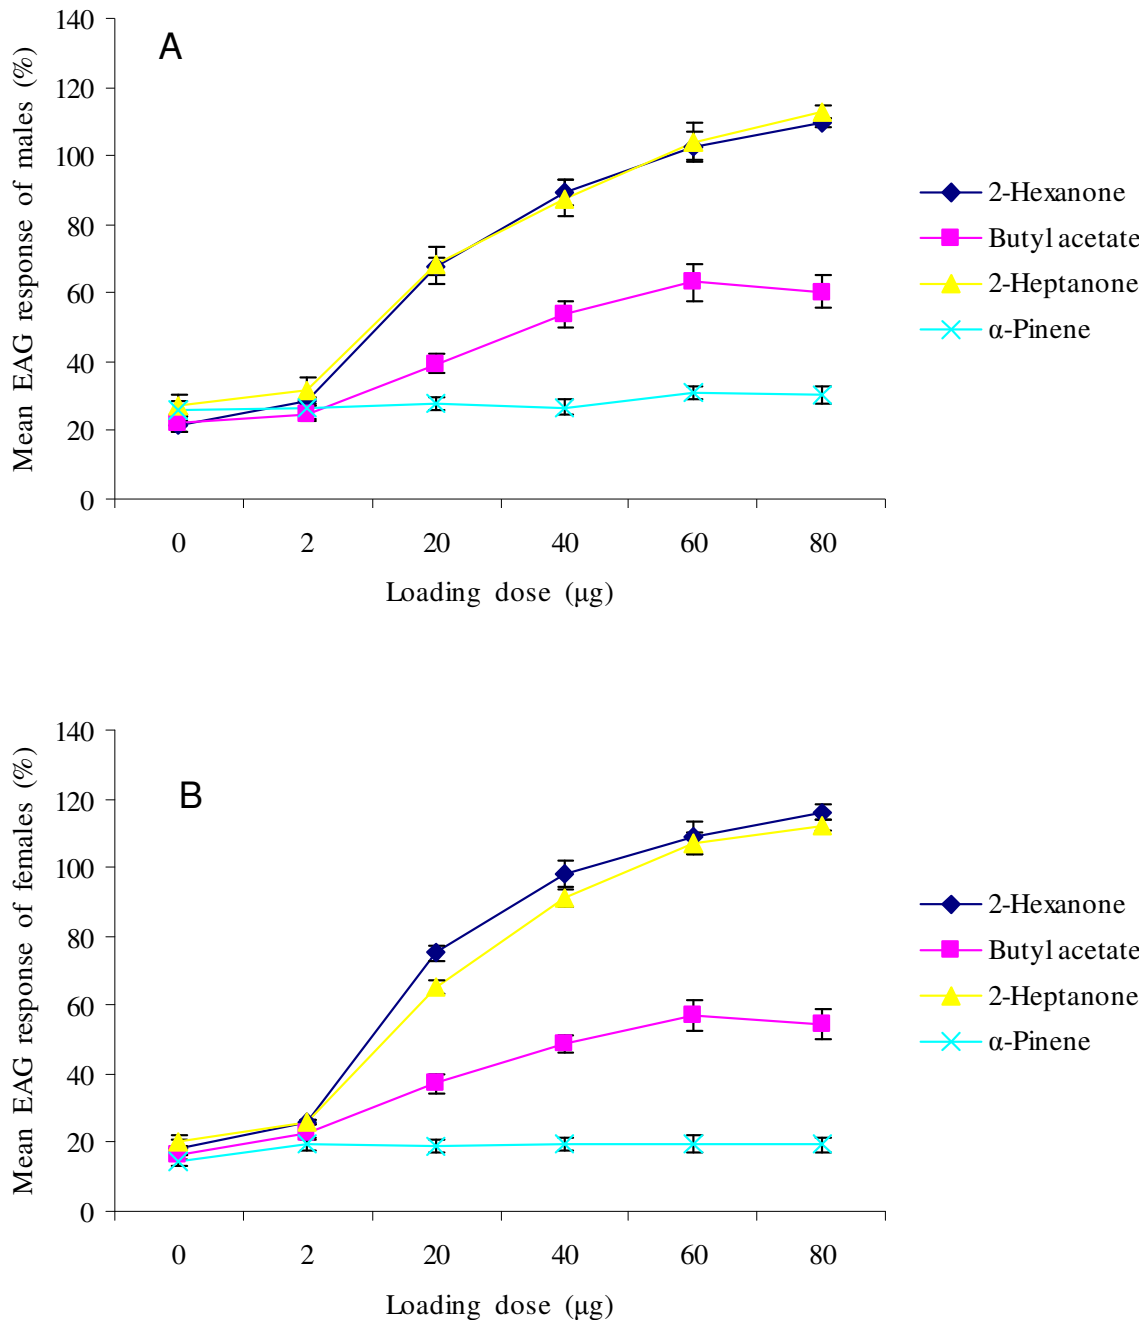 A
Mean EAG response of males (%)
140
120
100
80
60
40
20
0
0 2 20 40 60 80
Loading dose (μg)
2-Hexanone
Butyl acetate
2-Heptanone
α-Pinene
B
Mean EAG response of females (%)
140
120
100
80
60
40
20
0
0 2 20 40 60 80
Loading dose (μg)
2-Hexanone
Butyl acetate
2-Heptanone
α-Pinene